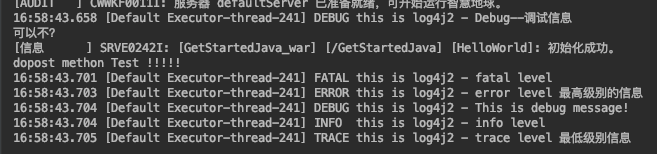 [AUDIT   ] CWWKF0011I: 服务器 defaultServer 已准备就绪，可开始运行智慧地球。
16:58:43.658 [Default Executor-thread-241] DEBUG this is log4j2 - Debug——调试信息
可以不?
[信息     ] SRVE0242I: [GetStartedJava_war] [/GetStartedJava] [HelloWorld]: 初始化成功。
dopost methon Test !!!!!
16:58:43.701 [Default Executor-thread-241] FATAL this is log4j2 - fatal level
16:58:43.703 [Default Executor-thread-241] ERROR this is log4j2 - error level 最高级别的信息
16:58:43.704 [Default Executor-thread-241] DEBUG this is log4j2 - This is debug message!
16:58:43.704 [Default Executor-thread-241] INFO  this is log4j2 - info level
16:58:43.705 [Default Executor-thread-241] TRACE this is log4j2 - trace level 最低级别信息